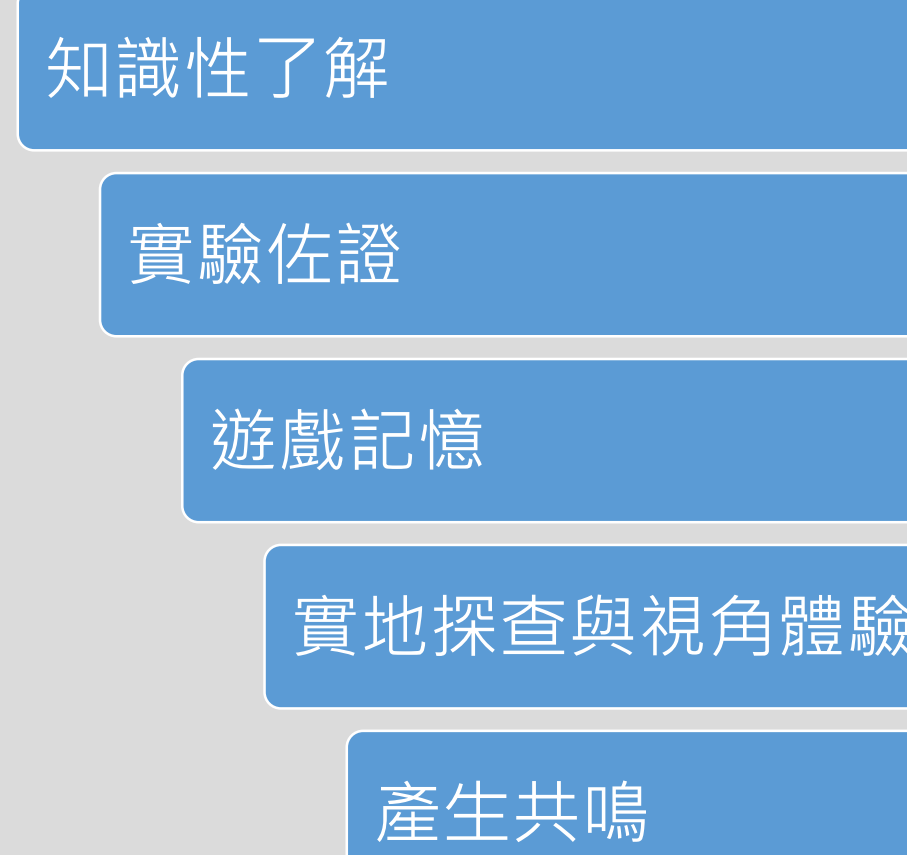 知識性了解
實驗佐證
遊戲記憶
實地探查與視角體驗
產生共鳴